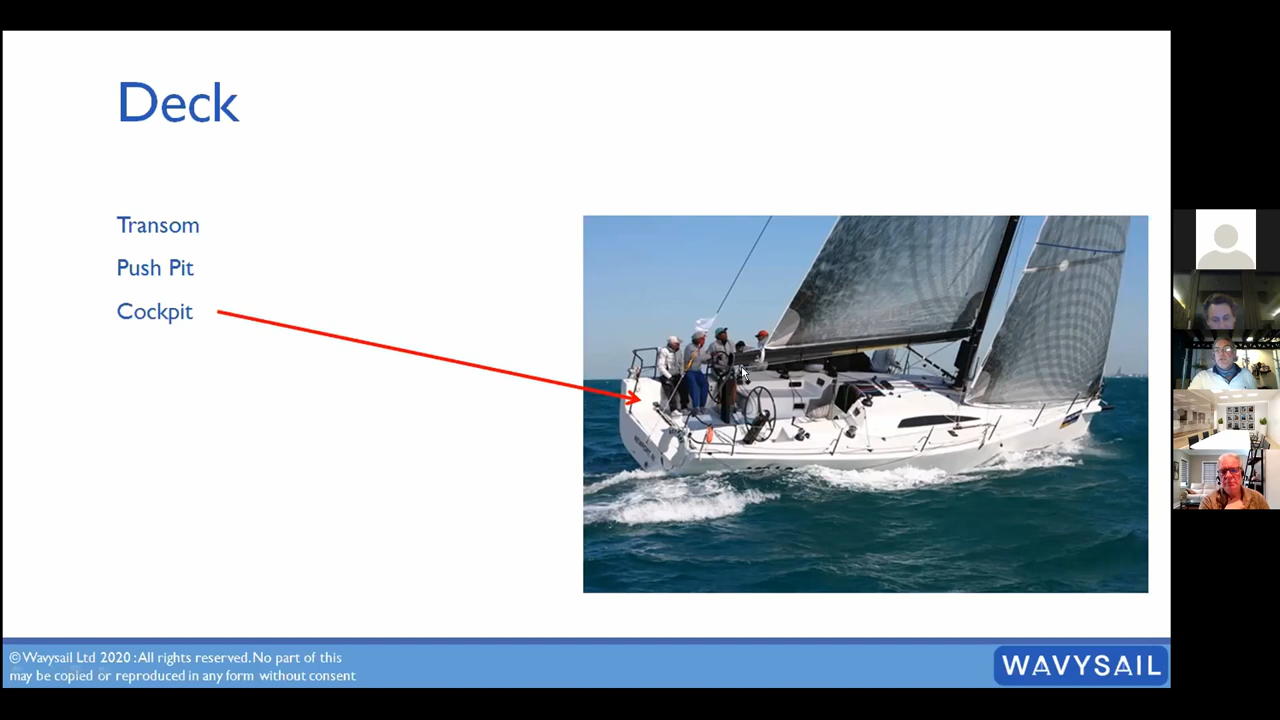 Deck
Transom
Push Pit
Cockpit
© Wavysail Ltd 2020 : All rights reserved. No part of this
may be copied or reproduced in any form without consent
WAVYSAIL